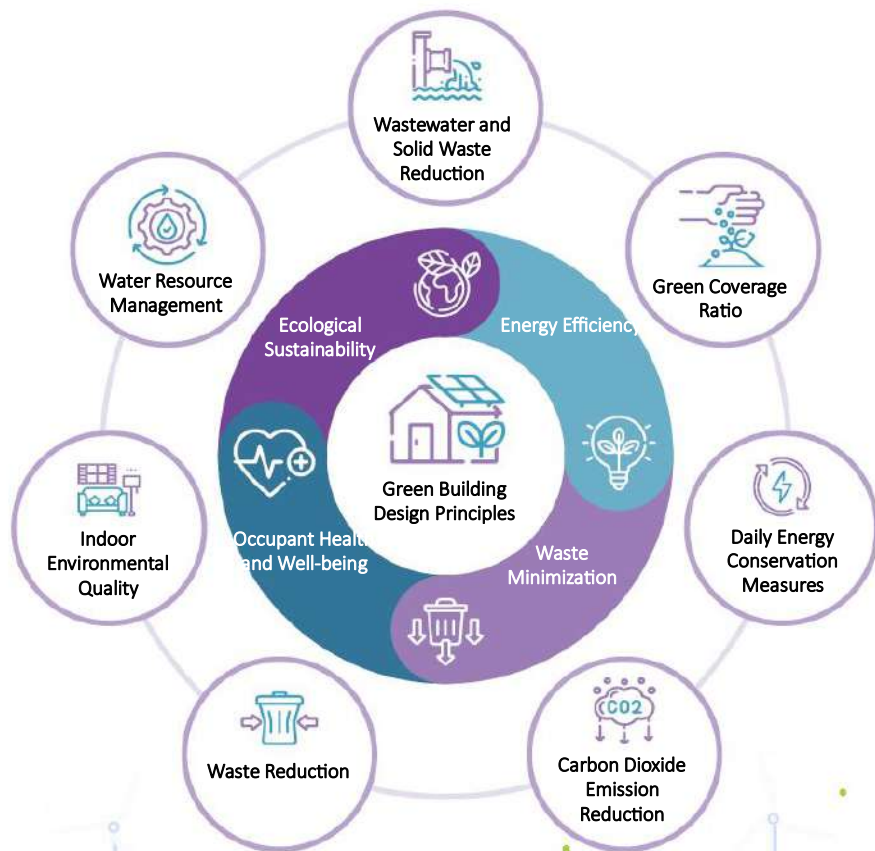 Wastewater and
Solid Waste
Reduction
Water Resource
Management
Green Coverage
Ratio
Ecological
Sustainability
Energy Efficiency
Green Building
Design Principles
Indoor
Environmental
Quality
Occupant Health
and Well-being
Waste
Minimization
Daily Energy
Conservation
Measures
Waste Reduction
CO2
Carbon Dioxide
Emission
Reduction